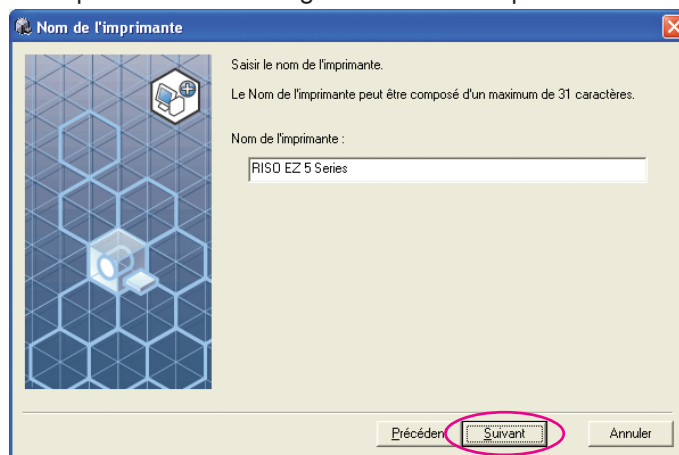 Nom de l'imprimante
Saisir le nom de l'imprimante.
Le Nom de l'imprimante peut être composé d'un maximum de 31 caractères.
Nom de l'imprimante :
RISO EZ 5 Series
Précéden Suivant Annuler